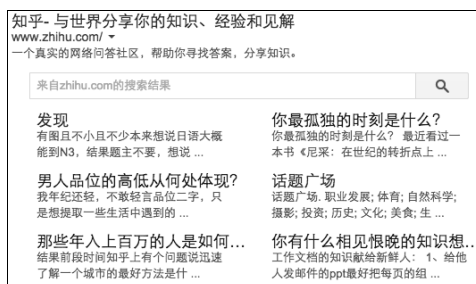 知乎- 与世界分享你的知识、经验和见解
www.zhihu.com/
一个真实的网络问答社区，帮助你寻找答案，分享知识。
来自zhihu.com的搜索结果
发现
有图且不小且不少本来想说日语大概
能到N3，结果题主不要，想说 ...
你最孤独的时刻是什么？
你最孤独的时刻是什么？ 最近看过一
本书《尼采：在世纪的转折点上 ...
男人品位的高低从何处体现？
我年纪还轻，不敢轻言品位二字，只
是想提取一些生活中遇到的 ...
话题广场
话题广场. 职业发展; 体育; 自然科学;
摄影; 投资; 历史; 文化; 美食; 生 ...
那些年入上百万的人是如何...
结果前段时间知乎上有个问题说迅速
了解一个城市的最好方法是什 ...
你有什么相见恨晚的知识想...
工作文档的知识献给新鲜人： 1、给他
人发邮件的ppt最好把每页的组 ...